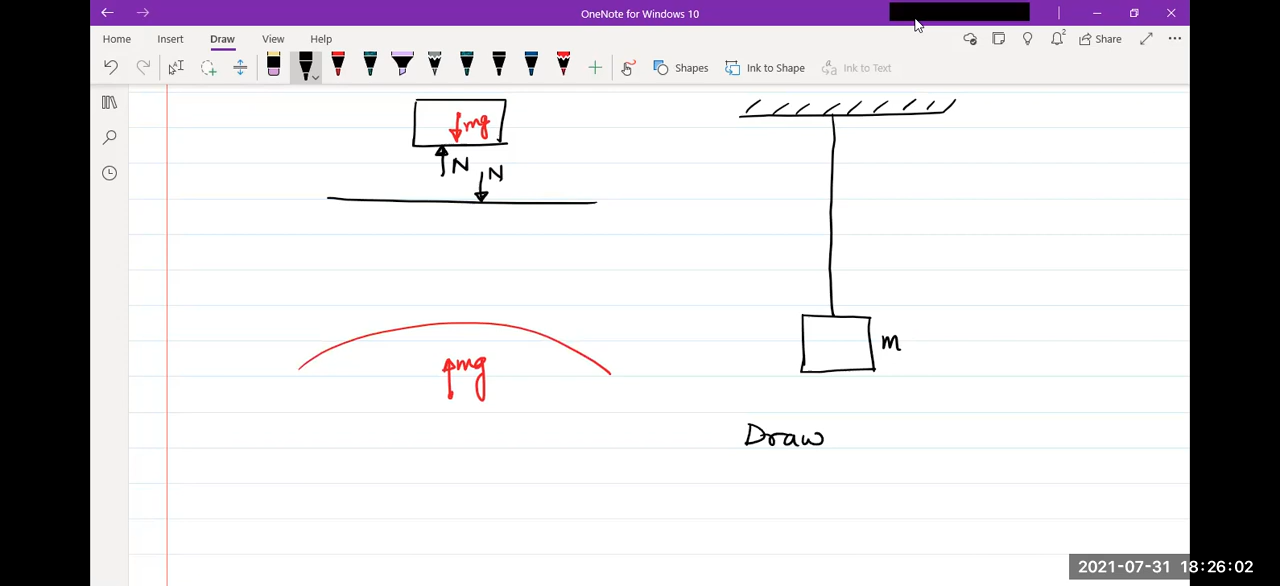 OneNote for Windows 10
Home Insert Draw View Help
2
Share
Shapes
Ink to Shape
Ink to Text
mg
N
N
m
mg
Draw
2021-07-31 18:26:02